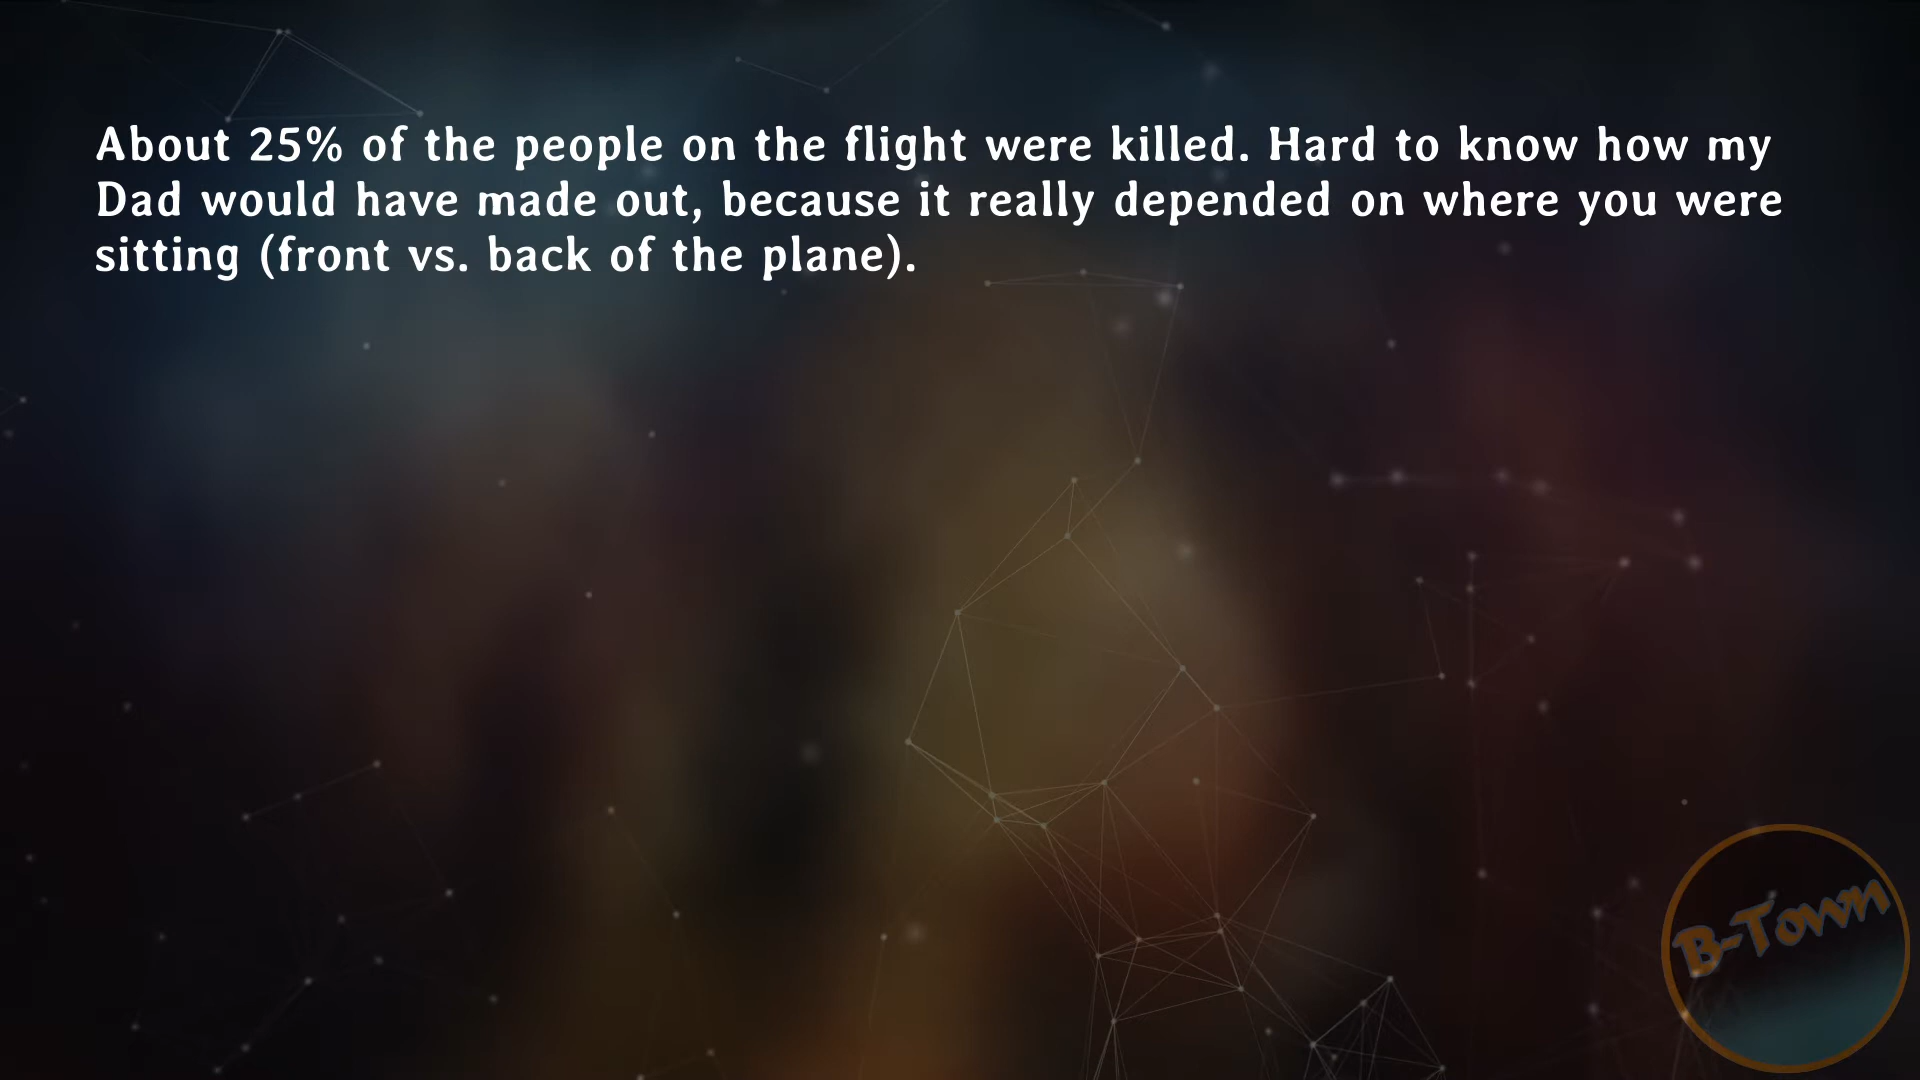 About 25% of the people on the flight were killed. Hard to know how my
Dad would have made out, because it really depended on where you were
sitting (front vs. back of the plane).
B-Town